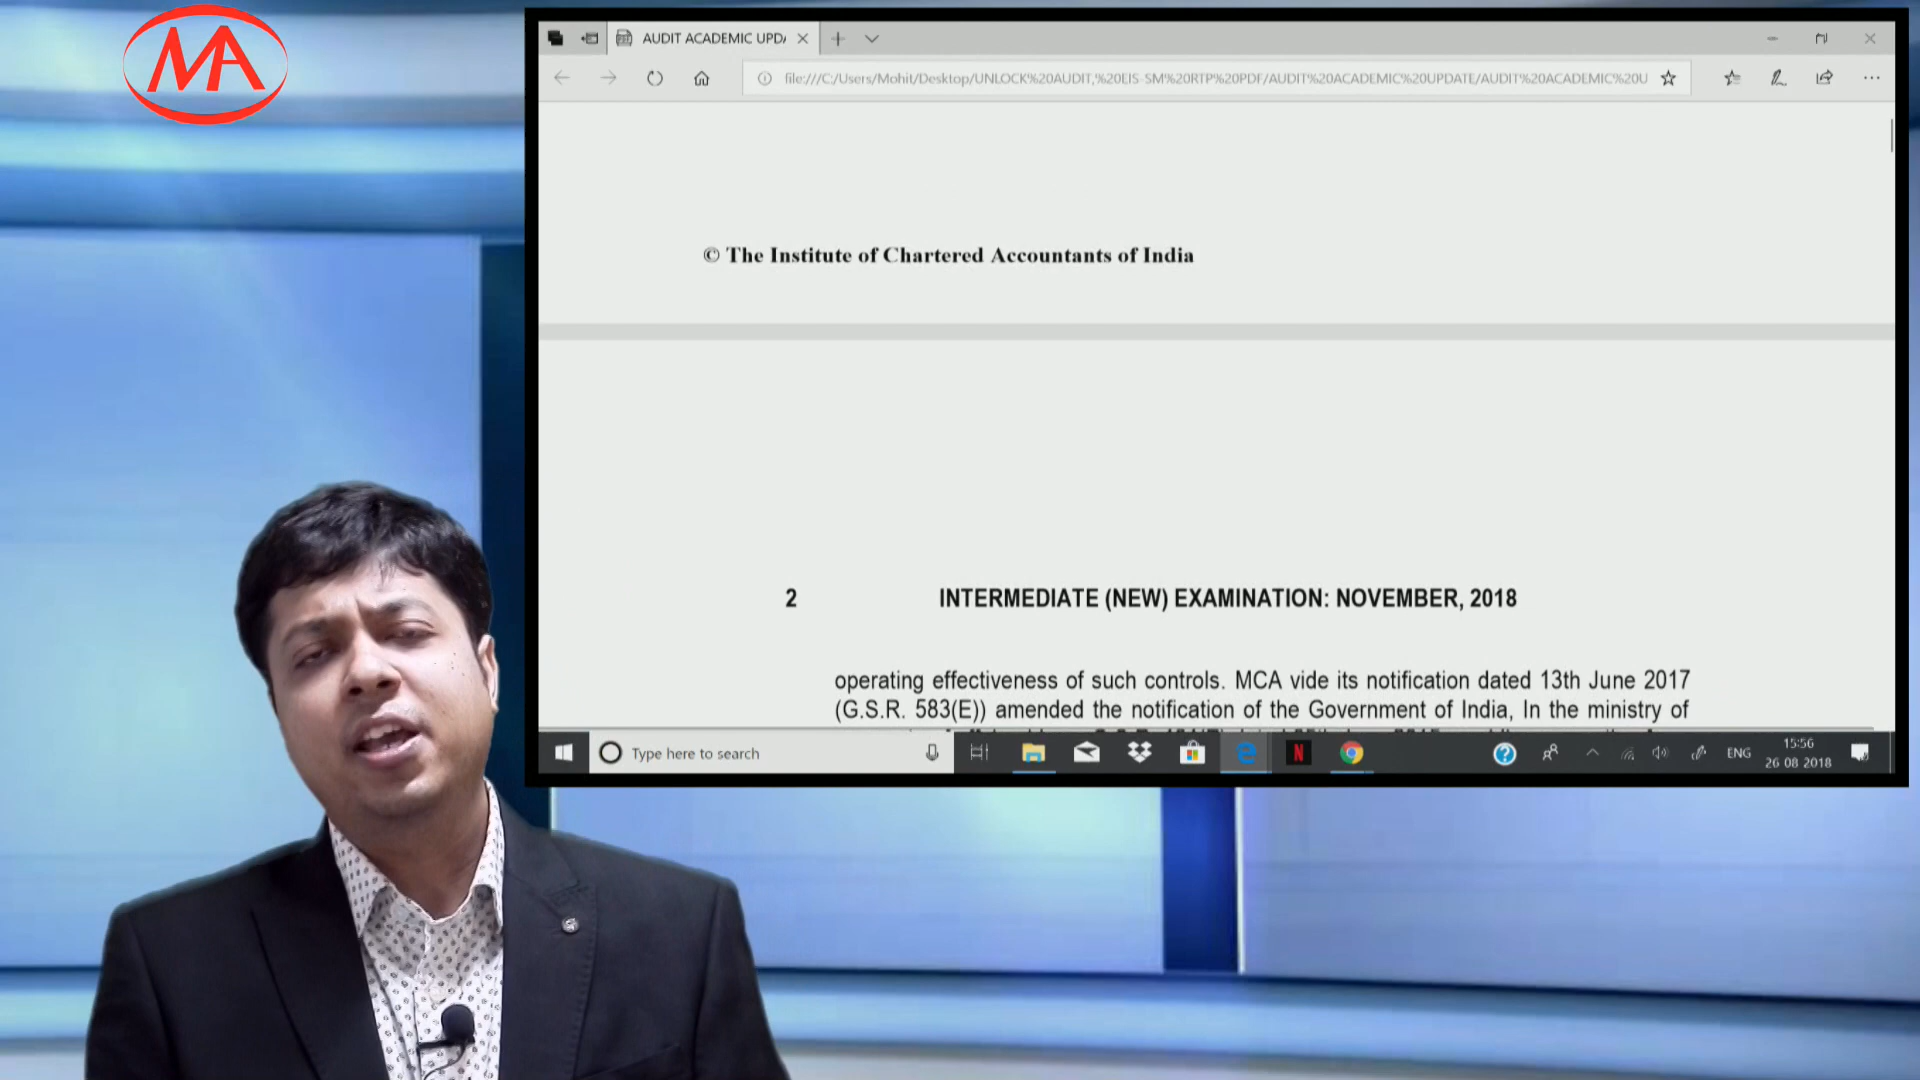 MA
AUDIT ACADEMIC UPD
file:///C:/Users/Mohit/Desktop/UNLOCK%20AUDIT,%20EIS-SM%20RTP%20PDF/AUDIT%20ACADEMIC%20UPDATE/AUDIT%20ACADEMIC%20U
© The Institute of Chartered Accountants of India
2 INTERMEDIATE (NEW) EXAMINATION: NOVEMBER, 2018
operating effectiveness of such controls. MCA vide its notification dated 13th June 2017
(G.S.R. 583(E)) amended the notification of the Government of India, In the ministry of
Type here to search
N
ENG
15:56
26 08 2018